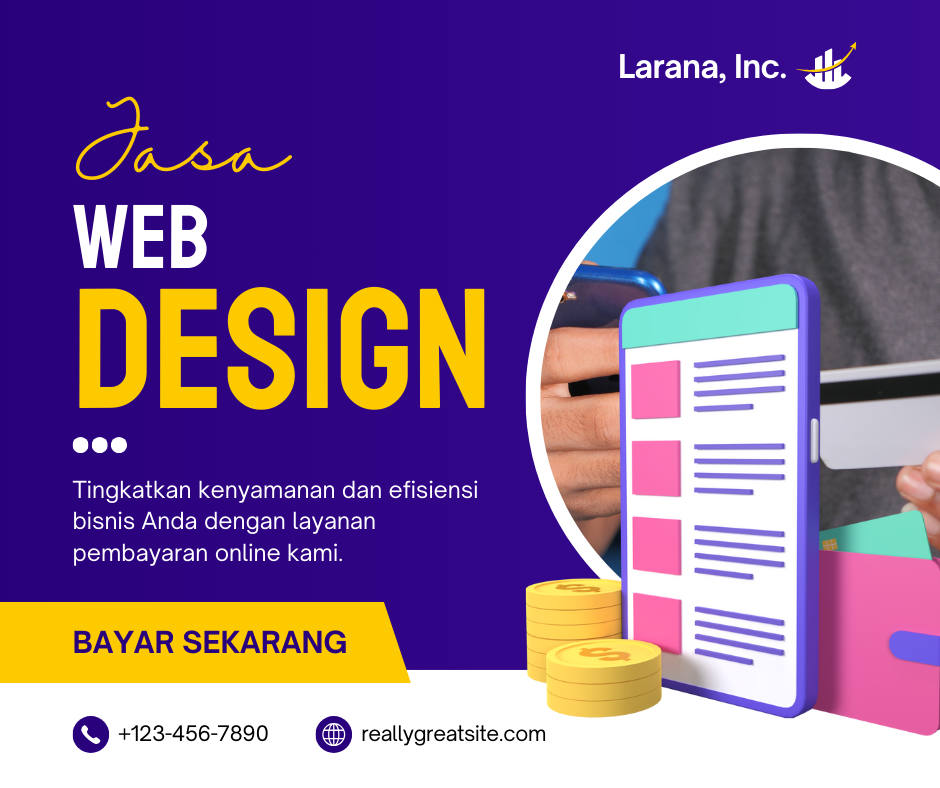 Larana, Inc.
Jasa
WEB
DESIGN
Tingkatkan kenyamanan dan efisiensi
bisnis Anda dengan layanan
pembayaran online kami.
BAYAR SEKARANG
+123-456-7890
reallygreatsite.com